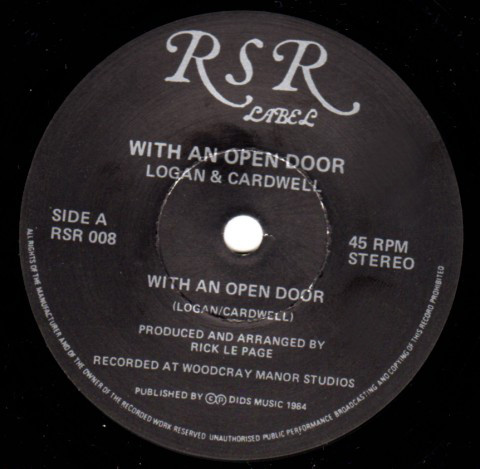 RSR
LABEL
WITH AN OPEN DOOR
LOGAN & CARDWELL
SIDE A
RSR 008
45 RPM
STEREO
WITH AN OPEN DOOR
(LOGAN/CARDWELL)
PRODUCED AND ARRANGED BY
RICK LE PAGE
RECORDED AT WOODCRAY MANOR STUDIOS
PUBLISHED BY ©℗ DIDS MUSIC 1984
ALL RIGHTS OF THE MANUFACTURER AND OF THE OWNER OF THE RECORDED WORK RESERVED UNAUTHORISED PUBLIC PERFORMANCE, BROADCASTING AND COPYING OF THIS RECORD PROHIBITED